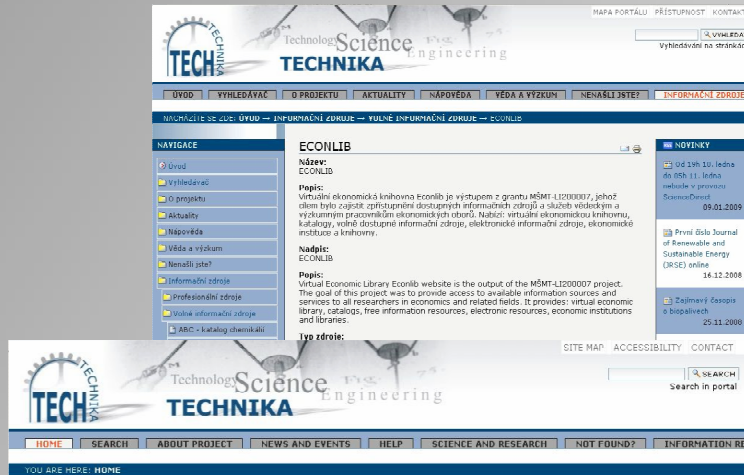 MAPA PORTÁLU PŘÍSTUPNOST KONTAKT
TECH TECHNIKA
Technology Science Engineering
TECHNIKA
VYHLEDAT
Vyhledávání na stránkác
ÚVOD VYHLEDAVAČ O PROJEKTU AKTUALITY NÁPOVĚDA VĚDA A VÝZKUM NENAŠLI JSTE? INFORMAČNÍ ZDROJE
NACHÁZÍTE SE ZDE: ÚVOD → INFORMAČNÍ ZDROJE → VOLNÉ INFORMAČNÍ ZDROJE → ECONLIB
NAVIGACE
Úvod
Vyhledavač
O projektu
Aktuality
Nápověda
Věda a výzkum
Nenašli jste?
Informační zdroje
Profesionální zdroje
Volné informační zdroje
ABC - katalog chemikálií
ECONLIB
Název:
ECONLIB
Popis:
Virtuální ekonomická knihovna Econlib je výstupem z grantu MŠMT-LI200007, jehož
cílem bylo zajistit zpřístupnění dostupných informačních zdrojů a služeb vědeckým a
výzkumným pracovníkům ekonomických oborů. Nabízí: virtuální ekonomickou knihovnu,
katalogy, volně dostupné informační zdroje, elektronické informační zdroje, ekonomické
instituce a knihovny.
Nadpis:
ECONLIB
Popis:
Virtual Economic Library Econlib website is the output of the MŠMT-LI200007 project.
The goal of this project was to provide access to available information sources and
services to all researchers in economics and related fields. It provides: virtual economic
library, catalogs, free information resources, electronic resources, economic institutions
and libraries.
Typ zdroje:
NOVINKY
Od 19h 10. ledna
do 05h 11. ledna
nebude v provozu
ScienceDirect
09.01.2009
První číslo Journal
of Renewable and
Sustainable Energy
(JRSE) online
16.12.2008
Zajímavý časopis
o biopalivech
25.11.2008
SITE MAP ACCESSIBILITY CONTACT
TECH TECHNIKA
Technology Science Engineering
TECHNIKA
SEARCH
Search in portal
HOME SEARCH ABOUT PROJECT NEWS AND EVENTS HELP SCIENCE AND RESEARCH NOT FOUND? INFORMATION RE
YOU ARE HERE: HOME